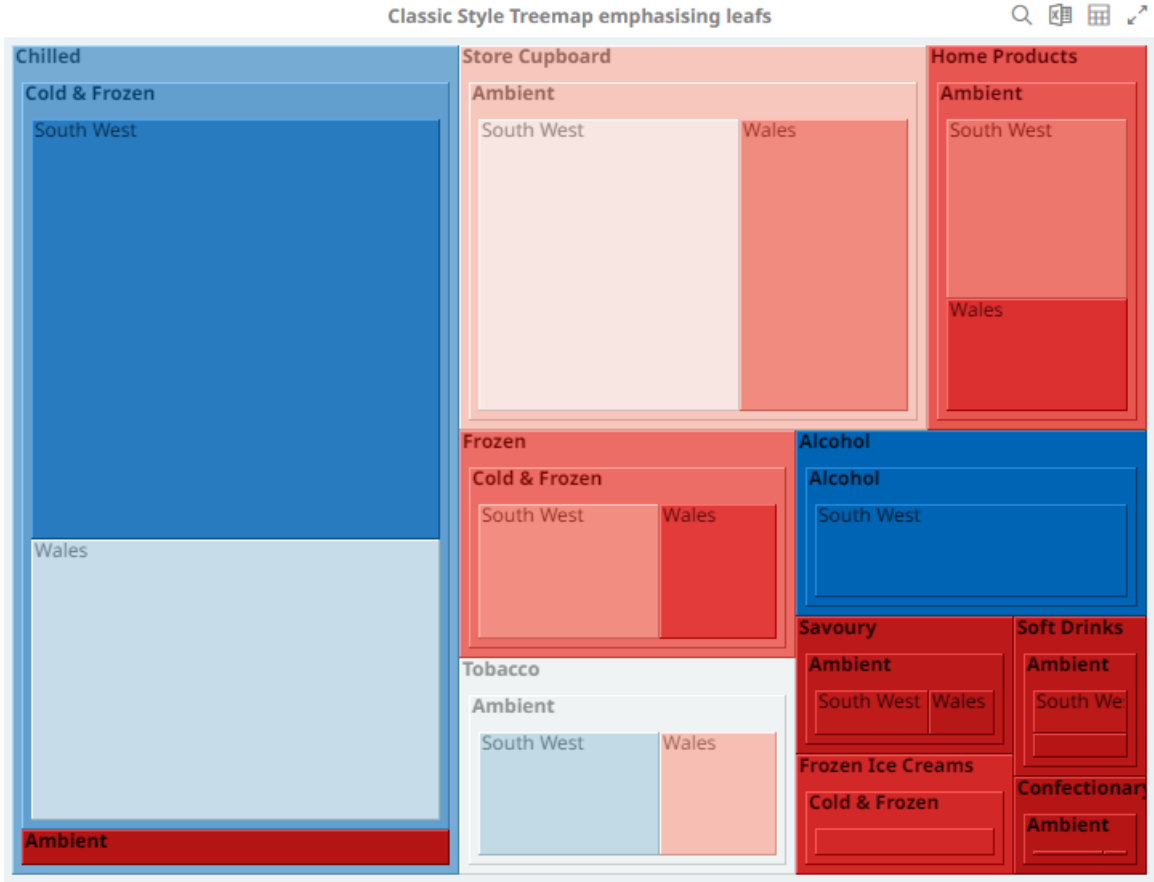 Classic Style Treemap emphasising leafs
Chilled
Cold & Frozen
South West
Wales
Ambient
Store Cupboard
Ambient
South West
Wales
Home Products
Ambient
South West
Wales
Frozen
Cold & Frozen
South West
Wales
Alcohol
Alcohol
South West
Tobacco
Ambient
South West
Wales
Savoury
Ambient
South West
Wales
Soft Drinks
Ambient
South We
Frozen Ice Creams
Cold & Frozen
Confectionary
Ambient